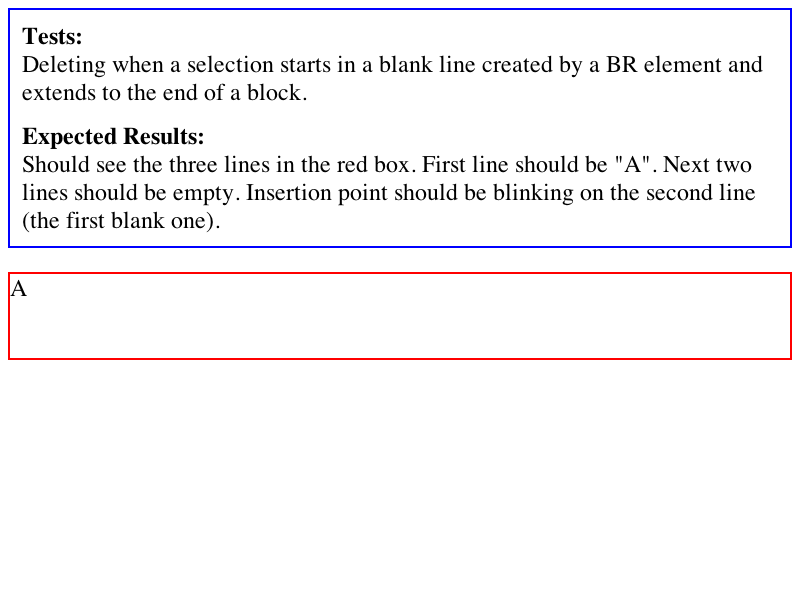 Tests:
Deleting when a selection starts in a blank line created by a BR element and
extends to the end of a block.
Expected Results:
Should see the three lines in the red box. First line should be "A". Next two
lines should be empty. Insertion point should be blinking on the second line
(the first blank one).
A